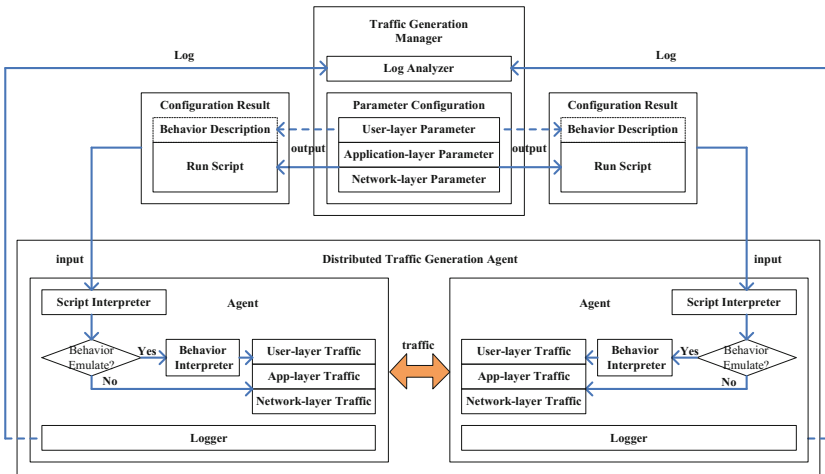 Traffic Generation
Manager
Log
Log
Log Analyzer
Configuration Result
Parameter Configuration
Configuration Result
Behavior Description
User-layer Parameter
Behavior Description
output
Application-layer Parameter
output
Run Script
Network-layer Parameter
Run Script
input
Distributed Traffic Generation Agent
input
Script Interpreter
Agent
Agent
Script Interpreter
Behavior
Emulate?
Yes
Behavior
Interpreter
User-layer Traffic
traffic
User-layer Traffic
Behavior
Interpreter
Yes
Behavior
Emulate?
No
App-layer Traffic
App-layer Traffic
No
Network-layer Traffic
Network-layer Traffic
Logger
Logger